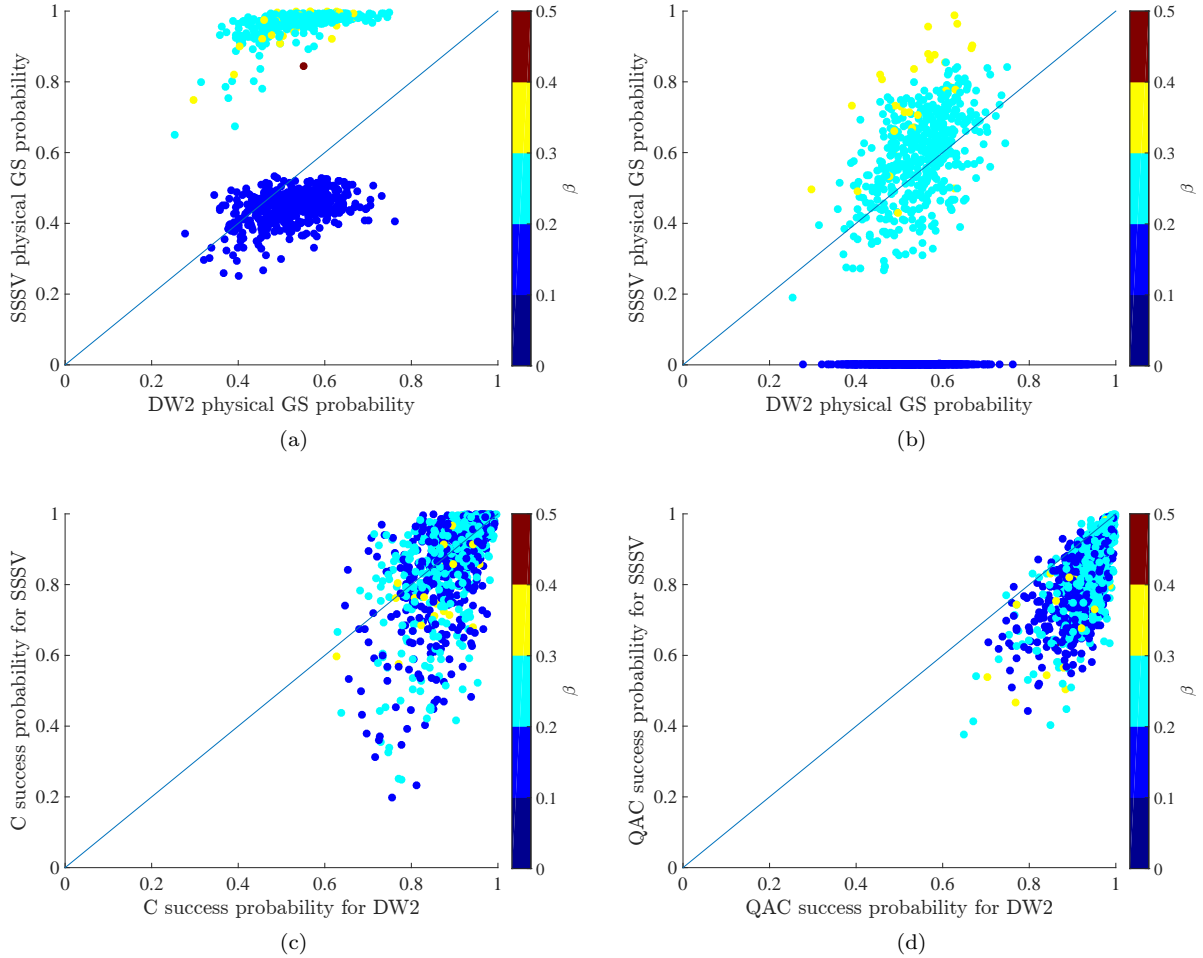 1
0.8
0.6
0.4
0.2
0
0 0.2 0.4 0.6 0.8 1
SSSV physical GS probability
DW2 physical GS probability
0.5
0.4
0.3
0.2
0.1
0
β
(a)
1
0.8
0.6
0.4
0.2
0
0 0.2 0.4 0.6 0.8 1
SSSV physical GS probability
DW2 physical GS probability
0.5
0.4
0.3
0.2
0.1
0
β
(b)
1
0.8
0.6
0.4
0.2
0
0 0.2 0.4 0.6 0.8 1
C success probability for SSSV
C success probability for DW2
0.5
0.4
0.3
0.2
0.1
0
β
(c)
1
0.8
0.6
0.4
0.2
0
0 0.2 0.4 0.6 0.8 1
QAC success probability for SSSV
QAC success probability for DW2
0.5
0.4
0.3
0.2
0.1
0
β
(d)